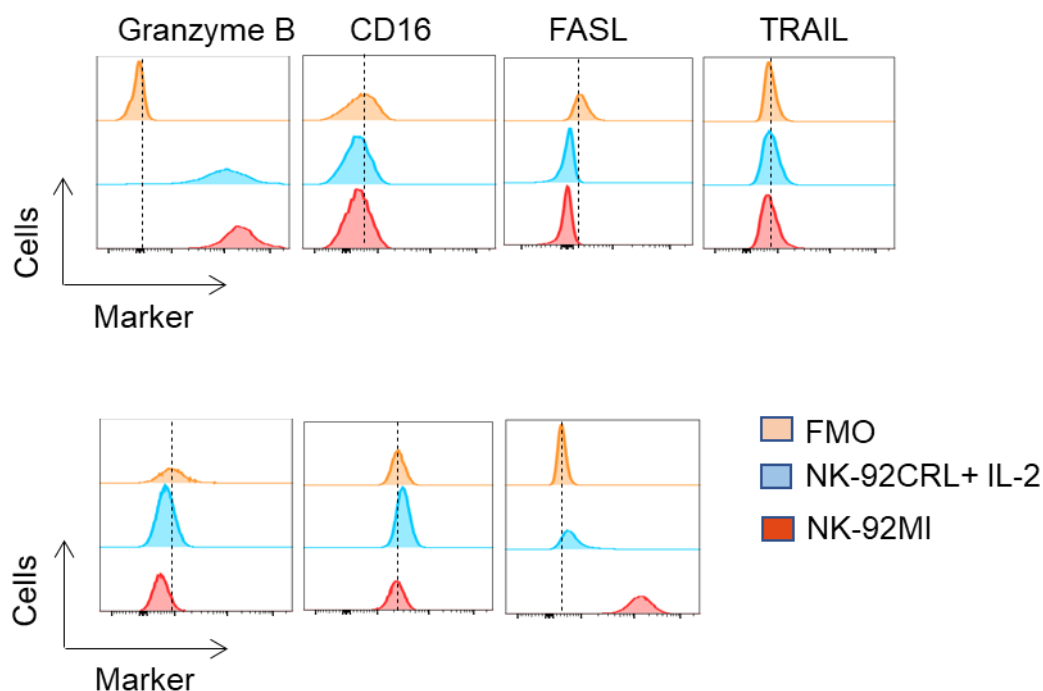 Granzyme B
CD16
FASL
TRAIL
Cells
Marker
FMO
NK-92CRL+ IL-2
NK-92MI
Cells
Marker